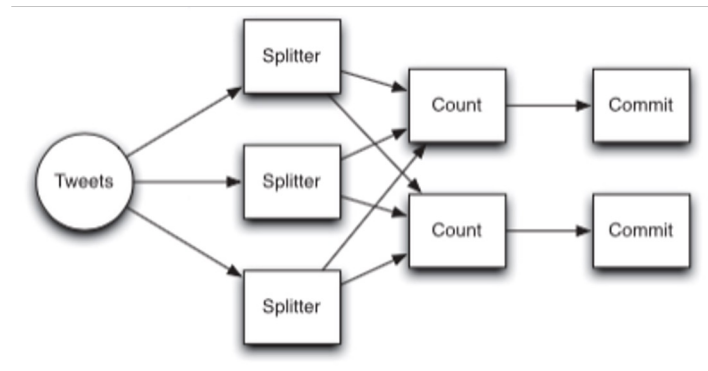 Tweets
Splitter
Splitter
Splitter
Count
Count
Commit
Commit